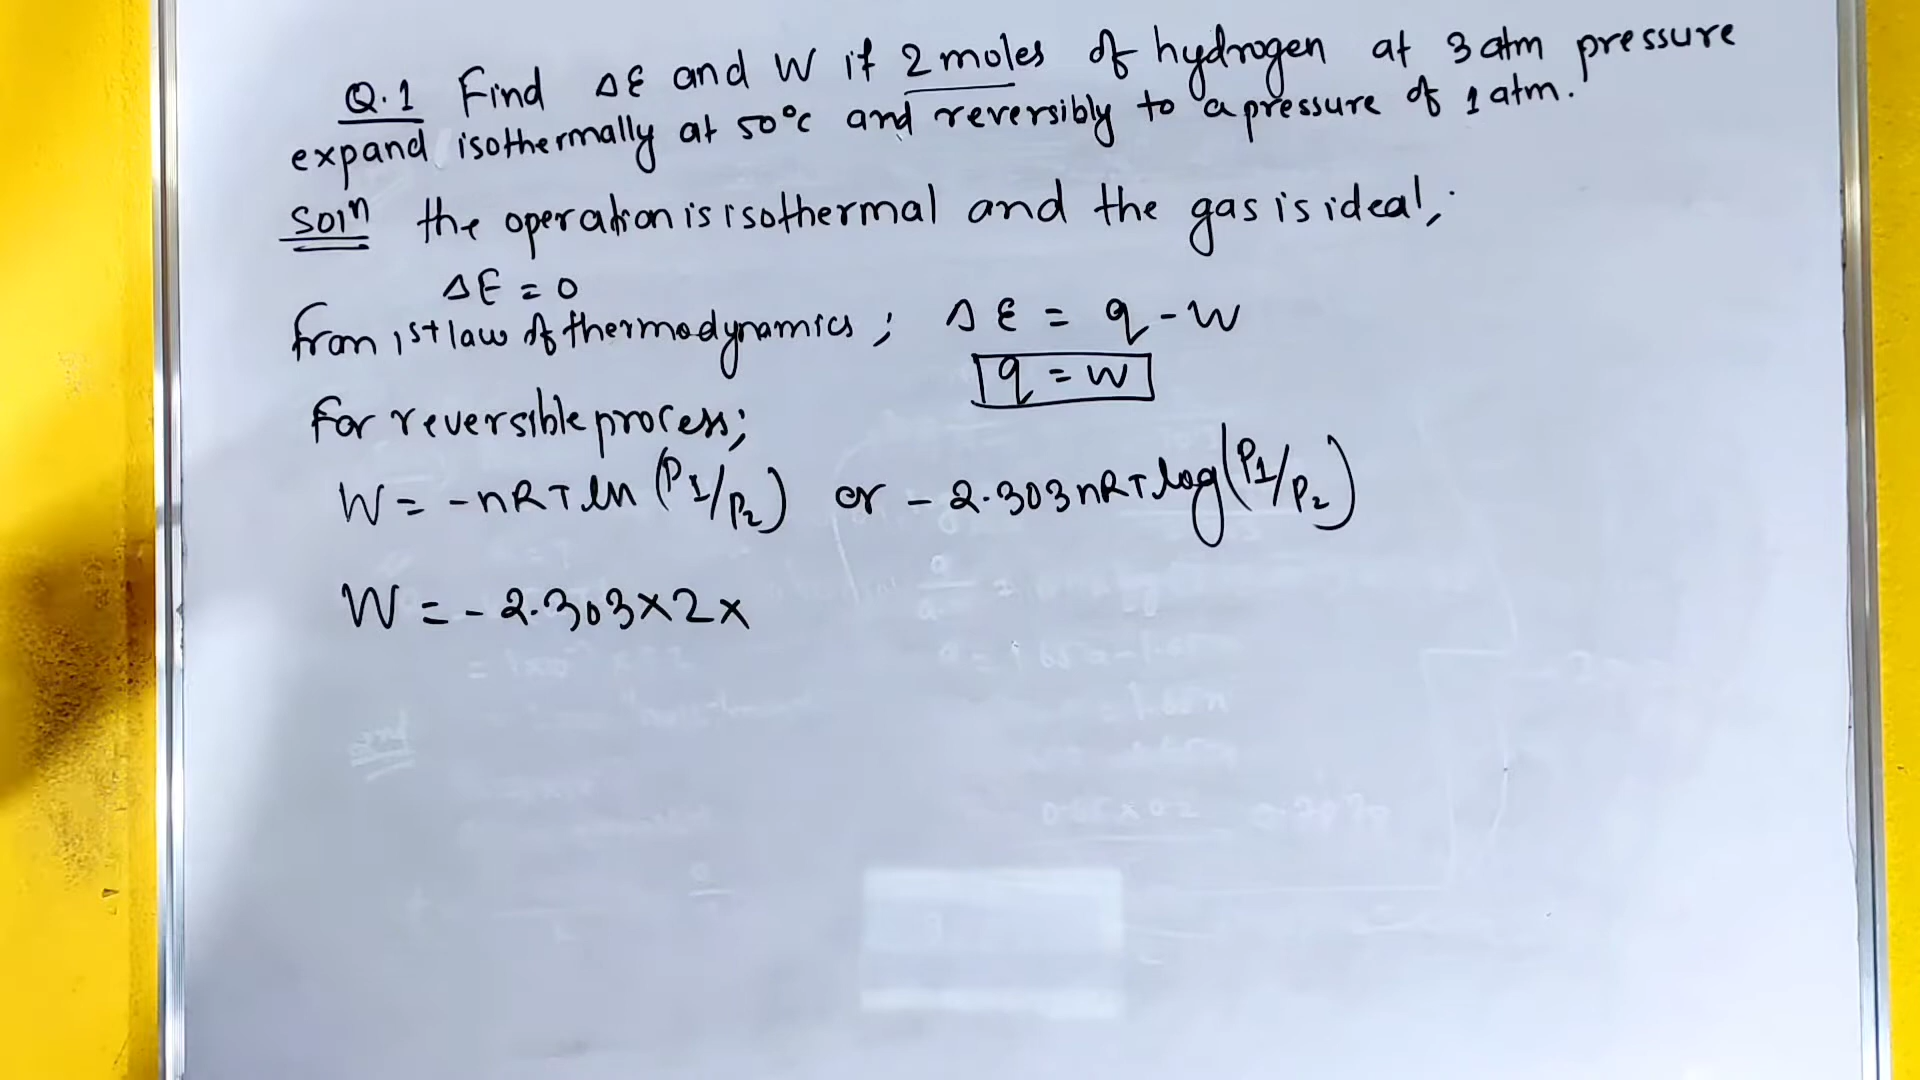 Q.1 Find ΔE and W if 2 moles of hydrogen at 3 atm pressure
expand isothermally at 50°C and reversibly to a pressure of 1 atm.
Solⁿ the operation is isothermal and the gas is ideal,
ΔE = 0
from 1st law of thermodynamics ; ΔE = q - W
q = W
For reversible process;
W = - nRT ln (P1/P2) or - 2.303 nRT log (P1/P2)
W = - 2.303 × 2 ×